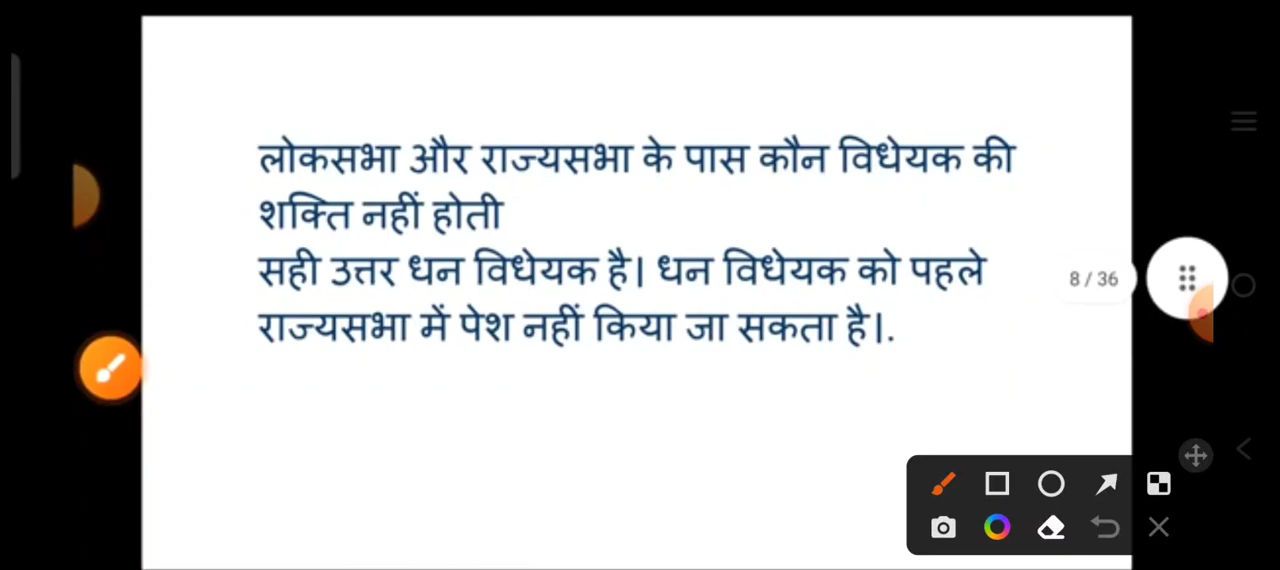 लोकसभा और राज्यसभा के पास कौन विधेयक की
शक्ति नहीं होती
सही उत्तर धन विधेयक है। धन विधेयक को पहले
राज्यसभा में पेश नहीं किया जा सकता है।.
8 / 36